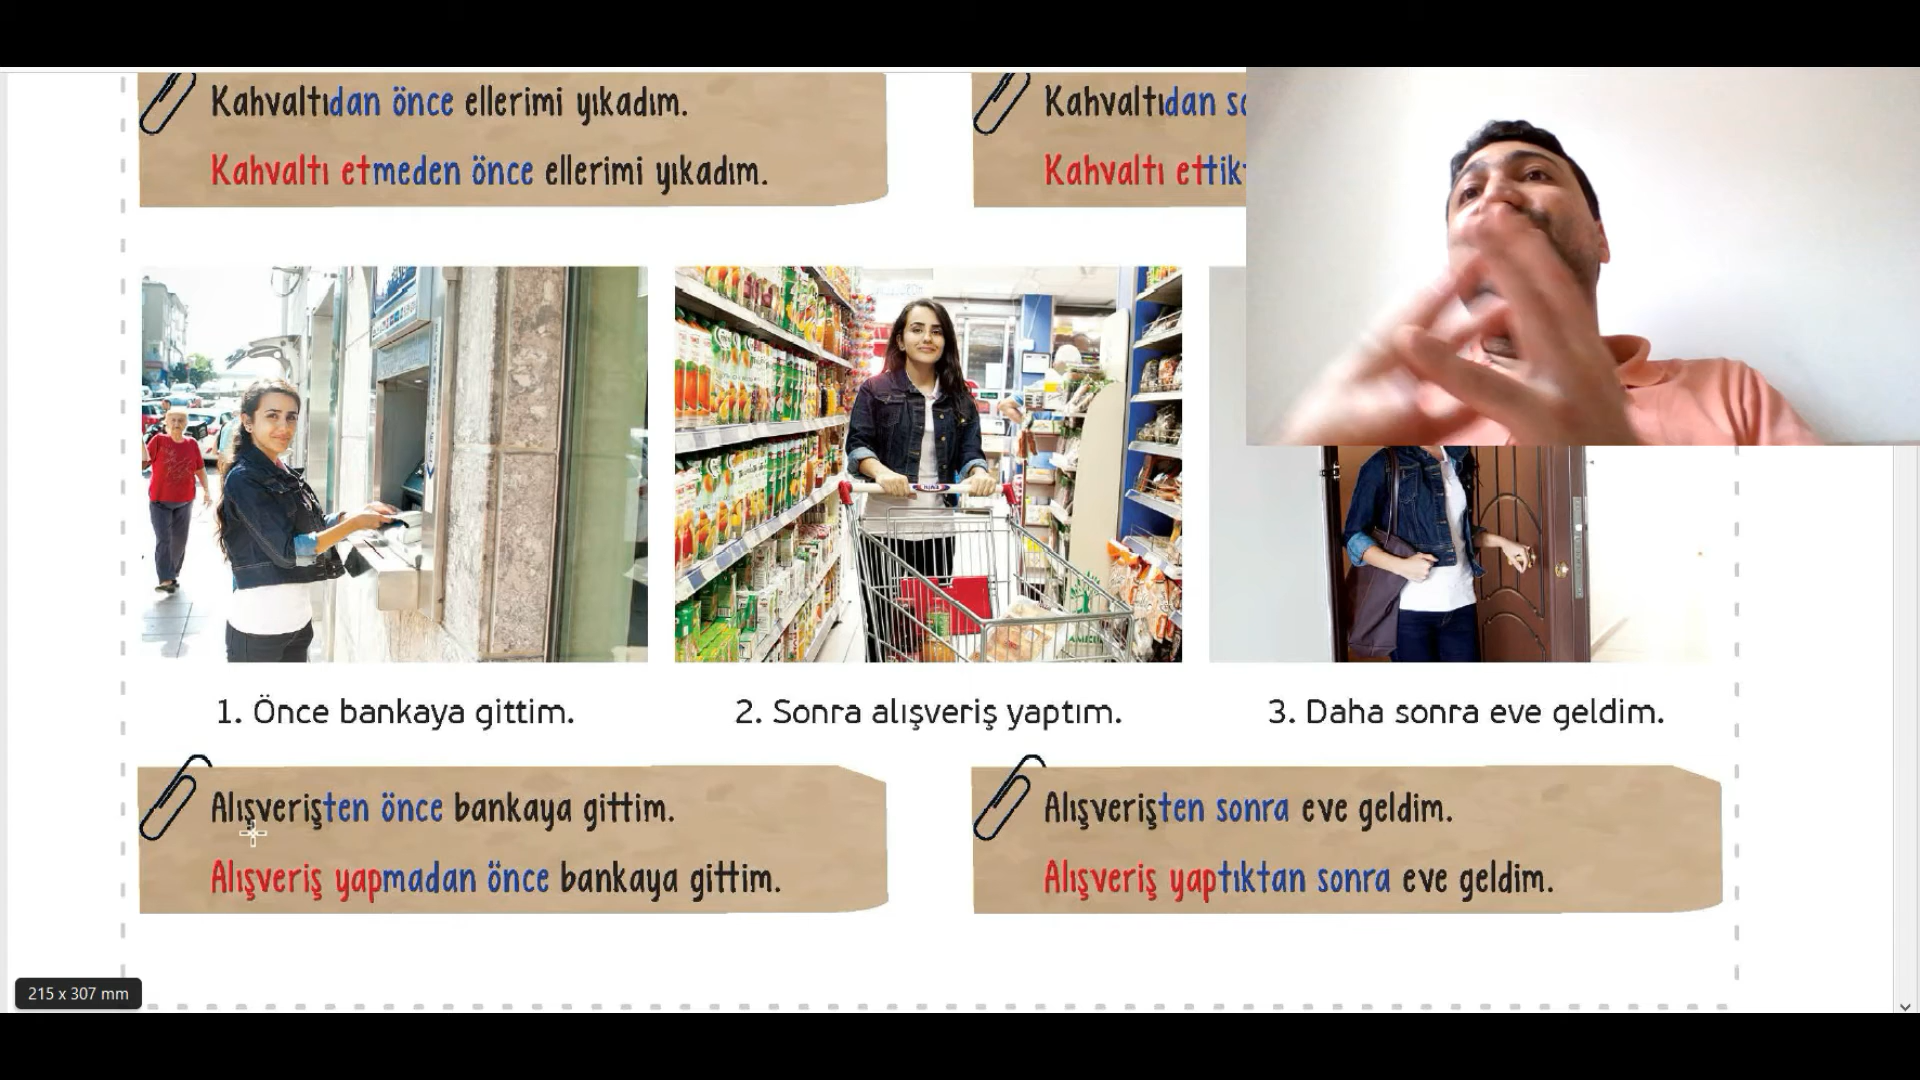 Kahvaltıdan önce ellerimi yıkadım.
Kahvaltı etmeden önce ellerimi yıkadım.
Kahvaltıdan
Kahvaltı
1. Önce bankaya gittim.
2. Sonra alışveriş yaptım.
3. Daha sonra eve geldim.
Alışverişten önce bankaya gittim.
Alışveriş yapmadan önce bankaya gittim.
Alışverişten sonra eve geldim.
Alışveriş yaptıktan sonra eve geldim.
215 x 307 mm